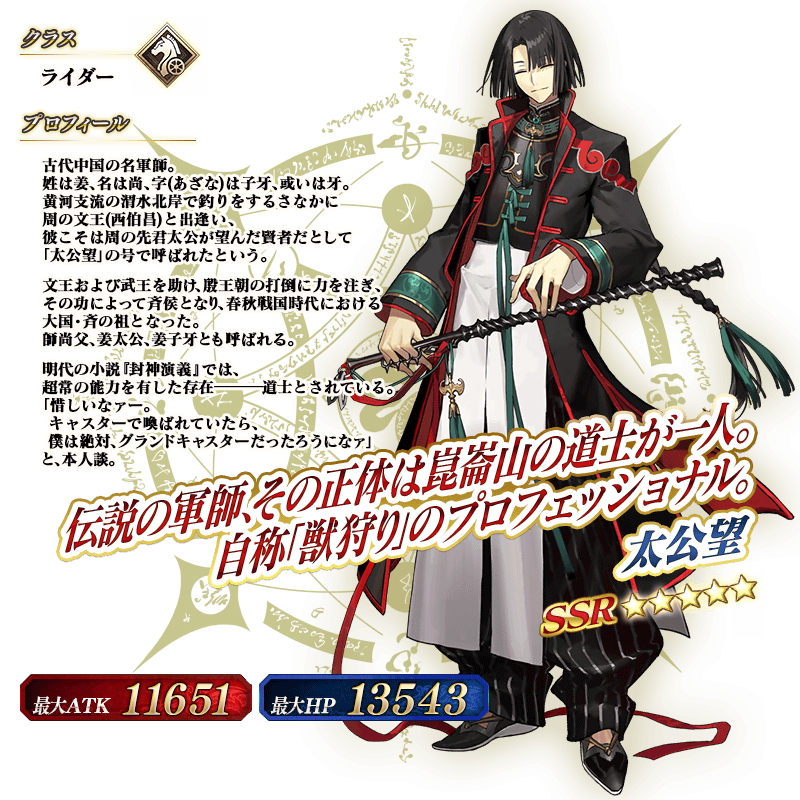 クラス
ライダー
プロフィール
古代中国の名軍師。
姓は姜、名は尚、字(あざな)は子牙、或いは牙。
黄河支流の渭水北岸で釣りをするさなかに
周の文王(西伯昌)と出逢い、
彼こそは周の先君太公が望んだ賢者だとして
「太公望」の号で呼ばれたという。
文王および武王を助け、殷王朝の打倒に力を注ぎ、
その功によって斉侯となり、春秋戦国時代における
大国・斉の祖となった。
師尚父、姜太公、姜子牙とも呼ばれる。
明代の小説『封神演義』では、
超常の能力を有した存在―――道士とされている。
「惜しいなァー。
キャスターで喚ばれていたら、
僕は絶対、グランドキャスターだったろうになァ」
と、本人談。
伝説の軍師、その正体は崑崙山の道士が一人。
自称「獣狩り」のプロフェッショナル。
太公望
SSR
最大ATK 11651
最大HP 13543